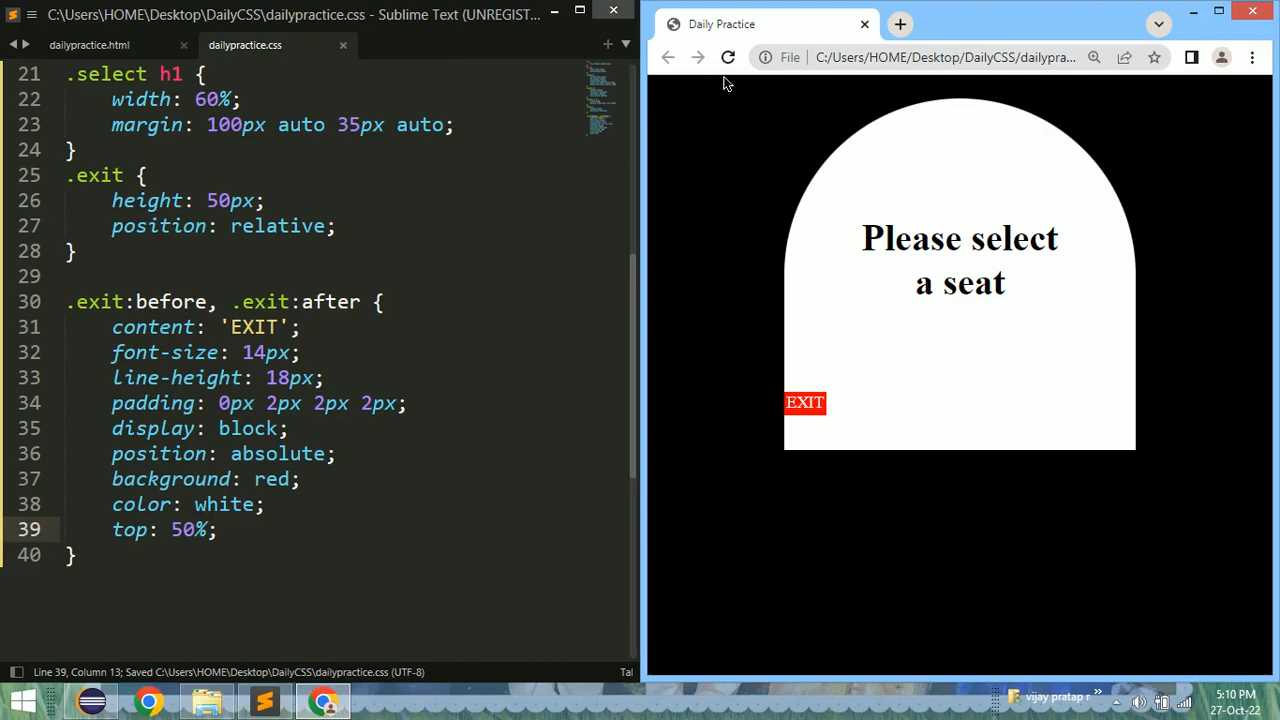 C:\Users\HOME\Desktop\DailyCSS\dailypractice.css - Sublime Text (UNREGIST...
dailypractice.html
dailypractice.css
21 .select h1 {
22 width: 60%;
23 margin: 100px auto 35px auto;
24 }
25 .exit {
26 height: 50px;
27 position: relative;
28 }
29
30 .exit:before, .exit:after {
31 content: 'EXIT';
32 font-size: 14px;
33 line-height: 18px;
34 padding: 0px 2px 2px 2px;
35 display: block;
36 position: absolute;
37 background: red;
38 color: white;
39 top: 50%;
40 }
Line 39, Column 13; Saved C:\Users\HOME\Desktop\DailyCSS\dailypractice.css (UTF-8)
Tal
Daily Practice
File
C:/Users/HOME/Desktop/DailyCSS/dailypra...
Please select
a seat
EXIT
vijay pratap r
5:10 PM
27-Oct-22